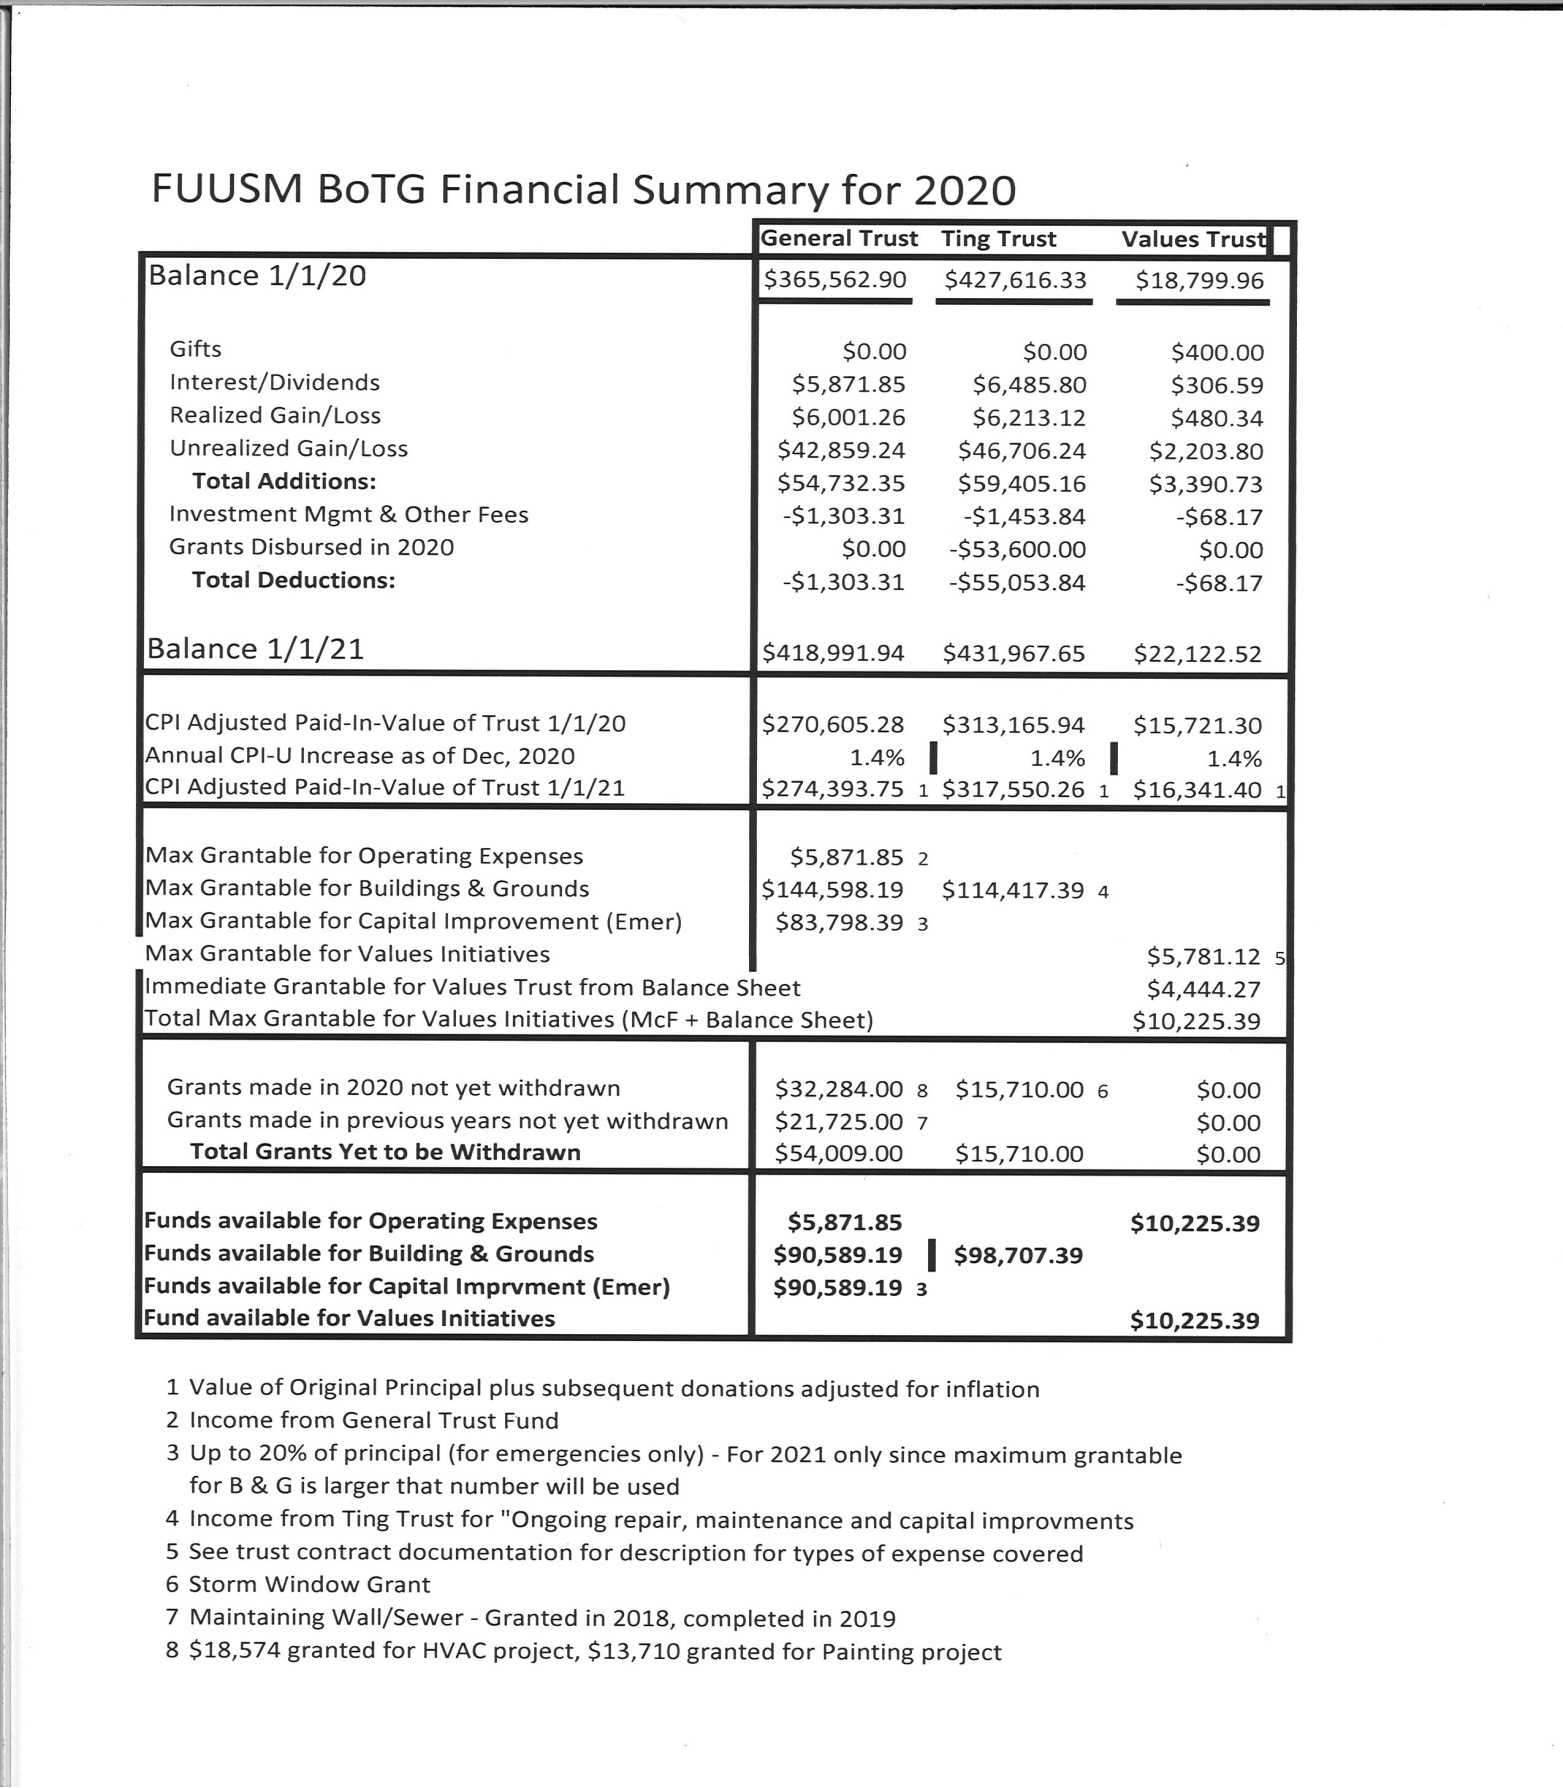 FUUSM BoTG Financial Summary for 2020
General Trust Ting Trust Values Trust
Balance 1/1/20 $365,562.90 $427,616.33 $18,799.96
Gifts $0.00 $0.00 $400.00
Interest/Dividends $5,871.85 $6,485.80 $306.59
Realized Gain/Loss $6,001.26 $6,213.12 $480.34
Unrealized Gain/Loss $42,859.24 $46,706.24 $2,203.80
Total Additions: $54,732.35 $59,405.16 $3,390.73
Investment Mgmt & Other Fees -$1,303.31 -$1,453.84 -$68.17
Grants Disbursed in 2020 $0.00 -$53,600.00 $0.00
Total Deductions: -$1,303.31 -$55,053.84 -$68.17
Balance 1/1/21 $418,991.94 $431,967.65 $22,122.52
CPI Adjusted Paid-In-Value of Trust 1/1/20 $270,605.28 $313,165.94 $15,721.30
Annual CPI-U Increase as of Dec, 2020 1.4% 1.4% 1.4%
CPI Adjusted Paid-In-Value of Trust 1/1/21 $274,393.75 1 $317,550.26 1 $16,341.40 1
Max Grantable for Operating Expenses $5,871.85 2
Max Grantable for Buildings & Grounds $144,598.19 $114,417.39 4
Max Grantable for Capital Improvement (Emer) $83,798.39 3
Max Grantable for Values Initiatives $5,781.12 5
Immediate Grantable for Values Trust from Balance Sheet $4,444.27
Total Max Grantable for Values Initiatives (McF + Balance Sheet) $10,225.39
Grants made in 2020 not yet withdrawn $32,284.00 8 $15,710.00 6 $0.00
Grants made in previous years not yet withdrawn $21,725.00 7 $0.00
Total Grants Yet to be Withdrawn $54,009.00 $15,710.00 $0.00
Funds available for Operating Expenses $5,871.85 $10,225.39
Funds available for Building & Grounds $90,589.19 $98,707.39
Funds available for Capital Imprvment (Emer) $90,589.19 3
Fund available for Values Initiatives $10,225.39
1 Value of Original Principal plus subsequent donations adjusted for inflation
2 Income from General Trust Fund
3 Up to 20% of principal (for emergencies only) - For 2021 only since maximum grantable
for B & G is larger that number will be used
4 Income from Ting Trust for "Ongoing repair, maintenance and capital improvments
5 See trust contract documentation for description for types of expense covered
6 Storm Window Grant
7 Maintaining Wall/Sewer - Granted in 2018, completed in 2019
8 $18,574 granted for HVAC project, $13,710 granted for Painting project